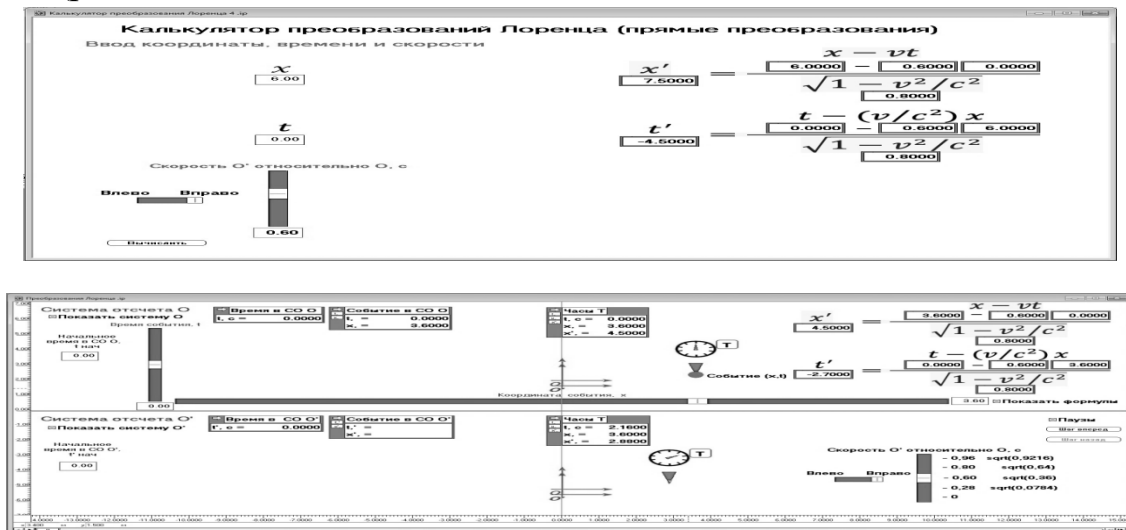 Калькулятор преобразования Лоренца 4 .ip
Калькулятор преобразований Лоренца (прямые преобразования)
Ввод координаты, времени и скорости
x
6.00
t
0.00
Скорость O' относительно O, с
Влево Вправо
0.60
Вычислить
x' = x − vt
7.5000 6.0000 − 0.6000 0.0000
√1 − v²/c²
0.8000
t' = t − (v/c²) x
-4.5000 0.0000 − 0.6000 6.0000
√1 − v²/c²
0.8000
Преобразование Лоренца .ip
Система отсчета O
Показать систему O
Время события, t
Начальное
время в СО O,
t нач
0.00
0.00
Время в СО O
t, c = 0.0000
Событие в СО O
x, = 3.6000
Часы T
t, c = 0.0000
x, = 3.6000
x', = 4.5000
T
Событие (x,t)
Координата события, x
3.60 Показать формулы
x' = x − vt
4.5000 3.6000 − 0.6000 0.0000
√1 − v²/c²
0.8000
t' = t − (v/c²) x
-2.7000 0.0000 − 0.6000 3.6000
√1 − v²/c²
0.8000
Система отсчета O'
Показать систему O'
Начальное
время в СО O',
t' нач
0.00
Время в СО O'
t', c = 0.0000
Событие в СО O'
t,' =
x', =
Часы T
t, c = 2.1600
x, = 3.6000
x', = 2.8800
T
Паузы
Шаг вперед
Шаг назад
Скорость O' относительно O, с
Влево Вправо
- 0,96 sqrt(0,9216)
- 0,80 sqrt(0,64)
- 0,60 sqrt(0,36)
- 0,28 sqrt(0,0784)
- 0